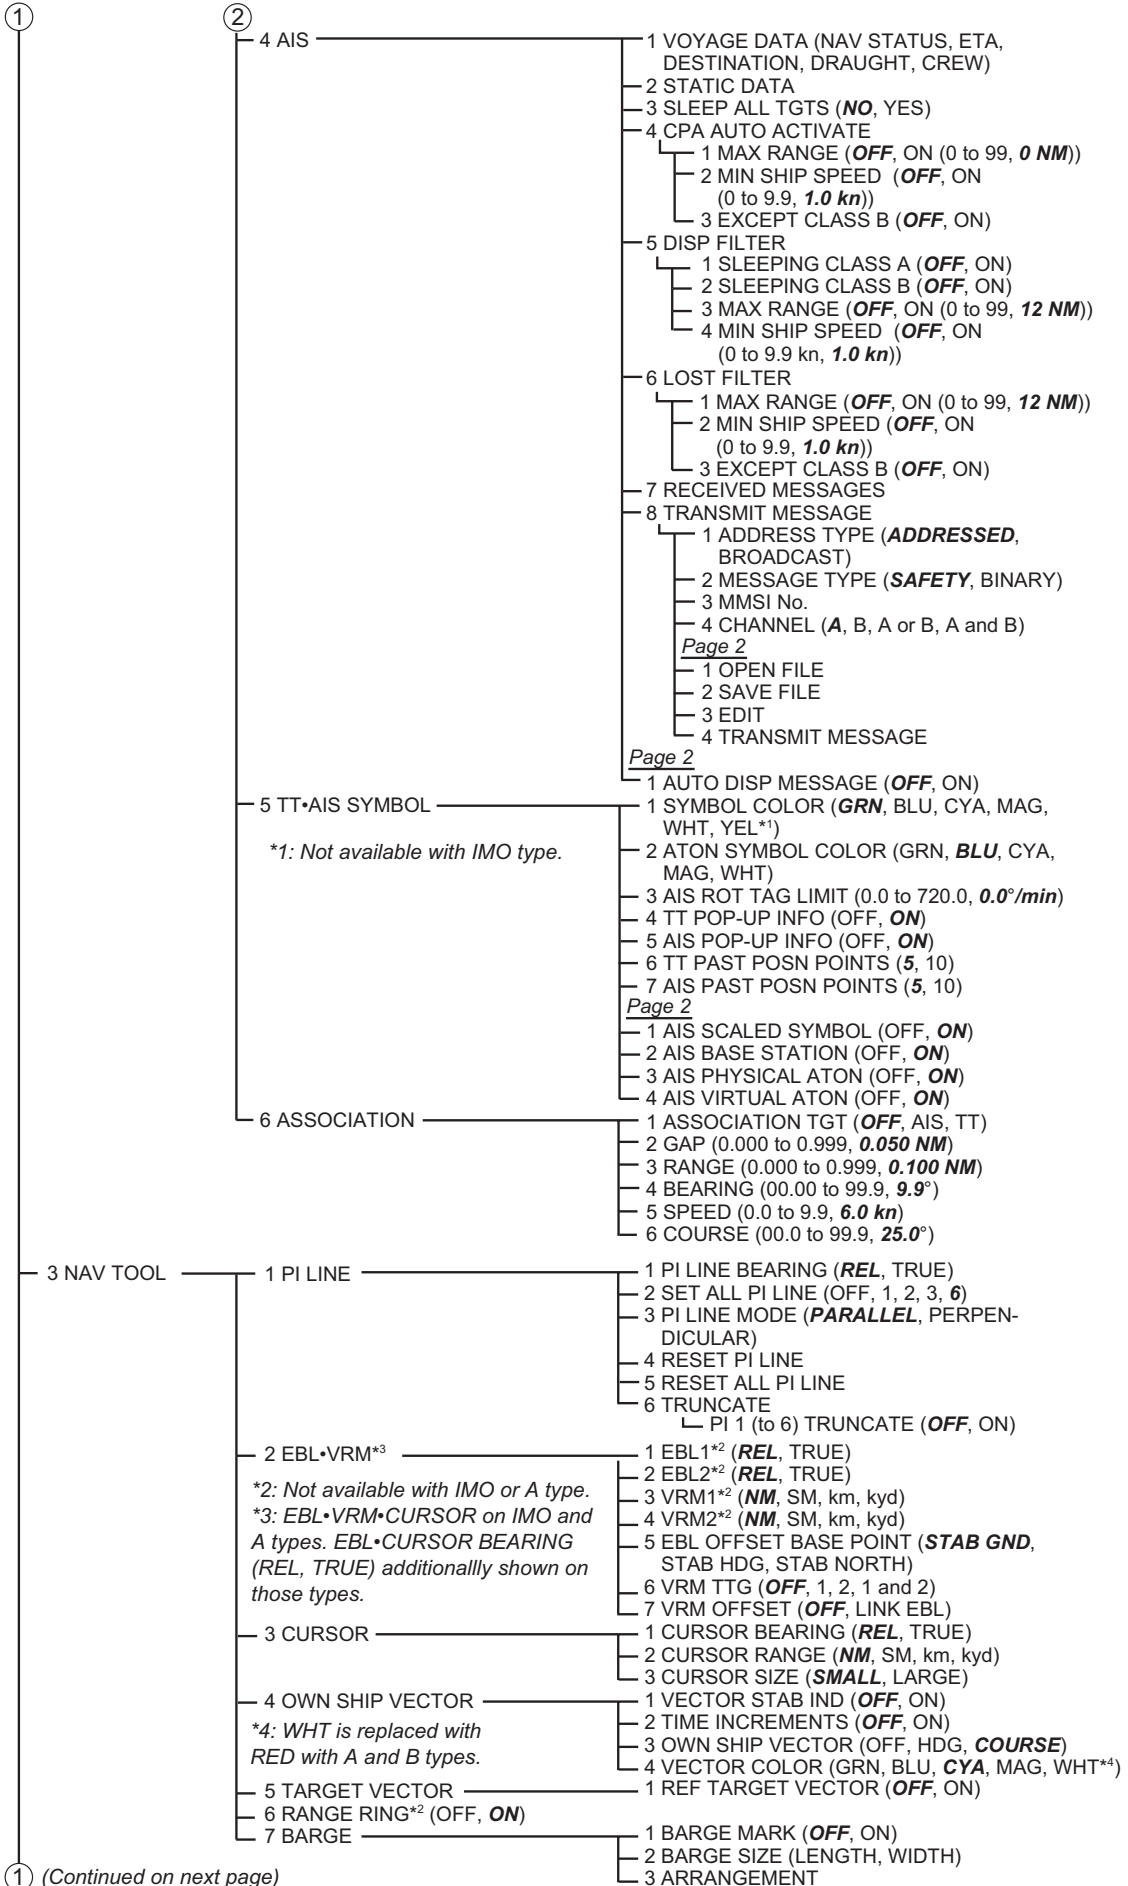 1
2
4 AIS
1 VOYAGE DATA (NAV STATUS, ETA,
DESTINATION, DRAUGHT, CREW)
2 STATIC DATA
3 SLEEP ALL TGTS (NO, YES)
4 CPA AUTO ACTIVATE
1 MAX RANGE (OFF, ON (0 to 99, 0 NM))
2 MIN SHIP SPEED (OFF, ON
(0 to 9.9, 1.0 kn))
3 EXCEPT CLASS B (OFF, ON)
5 DISP FILTER
1 SLEEPING CLASS A (OFF, ON)
2 SLEEPING CLASS B (OFF, ON)
3 MAX RANGE (OFF, ON (0 to 99, 12 NM))
4 MIN SHIP SPEED (OFF, ON
(0 to 9.9 kn, 1.0 kn))
6 LOST FILTER
1 MAX RANGE (OFF, ON (0 to 99, 12 NM))
2 MIN SHIP SPEED (OFF, ON
(0 to 9.9, 1.0 kn))
3 EXCEPT CLASS B (OFF, ON)
7 RECEIVED MESSAGES
8 TRANSMIT MESSAGE
1 ADDRESS TYPE (ADDRESSED,
BROADCAST)
2 MESSAGE TYPE (SAFETY, BINARY)
3 MMSI No.
4 CHANNEL (A, B, A or B, A and B)
Page 2
1 OPEN FILE
2 SAVE FILE
3 EDIT
4 TRANSMIT MESSAGE
Page 2
1 AUTO DISP MESSAGE (OFF, ON)
5 TT•AIS SYMBOL
*1: Not available with IMO type.
1 SYMBOL COLOR (GRN, BLU, CYA, MAG,
WHT, YEL*1)
2 ATON SYMBOL COLOR (GRN, BLU, CYA,
MAG, WHT)
3 AIS ROT TAG LIMIT (0.0 to 720.0, 0.0°/min)
4 TT POP-UP INFO (OFF, ON)
5 AIS POP-UP INFO (OFF, ON)
6 TT PAST POSN POINTS (5, 10)
7 AIS PAST POSN POINTS (5, 10)
Page 2
1 AIS SCALED SYMBOL (OFF, ON)
2 AIS BASE STATION (OFF, ON)
3 AIS PHYSICAL ATON (OFF, ON)
4 AIS VIRTUAL ATON (OFF, ON)
6 ASSOCIATION
1 ASSOCIATION TGT (OFF, AIS, TT)
2 GAP (0.000 to 0.999, 0.050 NM)
3 RANGE (0.000 to 0.999, 0.100 NM)
4 BEARING (00.00 to 99.9, 9.9°)
5 SPEED (0.0 to 9.9, 6.0 kn)
6 COURSE (00.0 to 99.9, 25.0°)
3 NAV TOOL
1 PI LINE
1 PI LINE BEARING (REL, TRUE)
2 SET ALL PI LINE (OFF, 1, 2, 3, 6)
3 PI LINE MODE (PARALLEL, PERPEN-
DICULAR)
4 RESET PI LINE
5 RESET ALL PI LINE
6 TRUNCATE
PI 1 (to 6) TRUNCATE (OFF, ON)
2 EBL•VRM*3
*2: Not available with IMO or A type.
*3: EBL•VRM•CURSOR on IMO and
A types. EBL•CURSOR BEARING
(REL, TRUE) additionallly shown on
those types.
1 EBL1*2 (REL, TRUE)
2 EBL2*2 (REL, TRUE)
3 VRM1*2 (NM, SM, km, kyd)
4 VRM2*2 (NM, SM, km, kyd)
5 EBL OFFSET BASE POINT (STAB GND,
STAB HDG, STAB NORTH)
6 VRM TTG (OFF, 1, 2, 1 and 2)
7 VRM OFFSET (OFF, LINK EBL)
3 CURSOR
1 CURSOR BEARING (REL, TRUE)
2 CURSOR RANGE (NM, SM, km, kyd)
3 CURSOR SIZE (SMALL, LARGE)
4 OWN SHIP VECTOR
*4: WHT is replaced with
RED with A and B types.
1 VECTOR STAB IND (OFF, ON)
2 TIME INCREMENTS (OFF, ON)
3 OWN SHIP VECTOR (OFF, HDG, COURSE)
4 VECTOR COLOR (GRN, BLU, CYA, MAG, WHT*4)
5 TARGET VECTOR
1 REF TARGET VECTOR (OFF, ON)
6 RANGE RING*2 (OFF, ON)
7 BARGE
1 BARGE MARK (OFF, ON)
2 BARGE SIZE (LENGTH, WIDTH)
3 ARRANGEMENT
1 (Continued on next page)